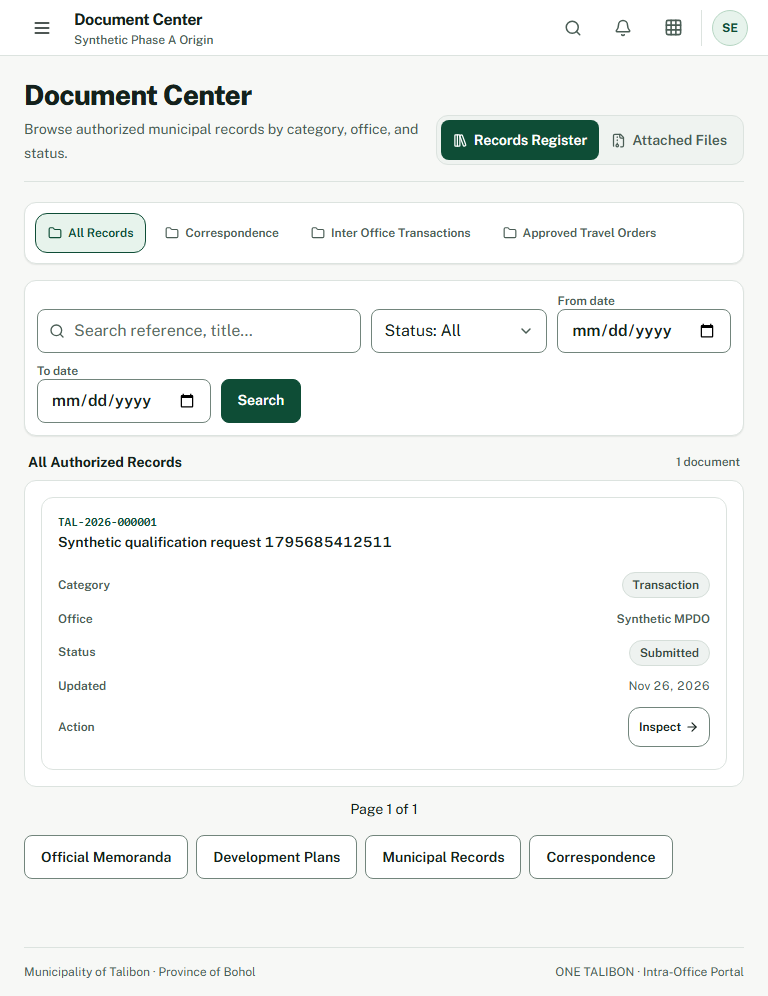 Document Center
Synthetic Phase A Origin
SE
Document Center
Browse authorized municipal records by category, office, and
status.
Records Register
Attached Files
All Records
Correspondence
Inter Office Transactions
Approved Travel Orders
From date
Search reference, title...
Status: All
mm/dd/yyyy
To date
mm/dd/yyyy
Search
All Authorized Records
1 document
TAL-2026-000001
Synthetic qualification request 1795685412511
Category
Transaction
Office
Synthetic MPDO
Status
Submitted
Updated
Nov 26, 2026
Action
Inspect →
Page 1 of 1
Official Memoranda
Development Plans
Municipal Records
Correspondence
Municipality of Talibon · Province of Bohol
ONE TALIBON · Intra-Office Portal